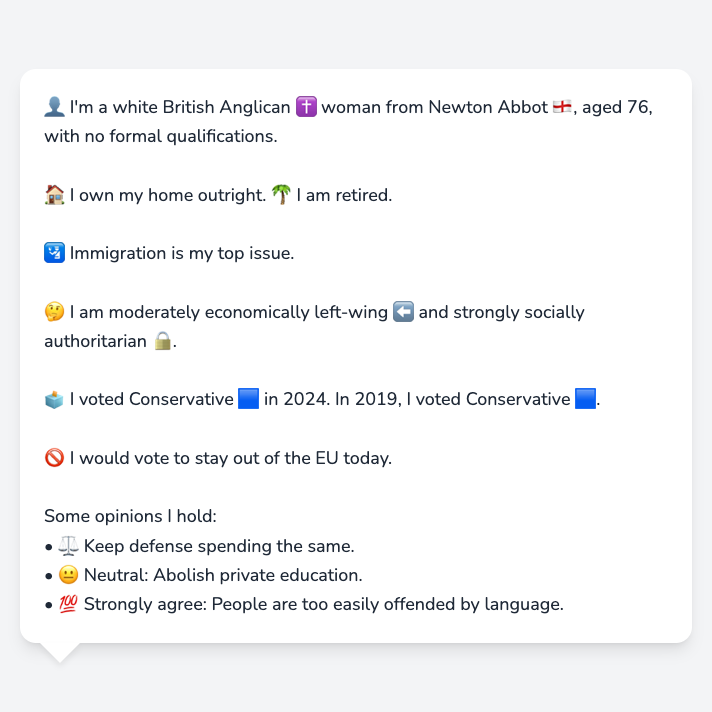 👤 I'm a white British Anglican ✝️ woman from Newton Abbot 🏴󠁧󠁢󠁥󠁮󠁧󠁿, aged 76,
with no formal qualifications.
🏠 I own my home outright. 🌴 I am retired.
🛂 Immigration is my top issue.
🤔 I am moderately economically left-wing ⬅️ and strongly socially
authoritarian 🔒.
🗳️ I voted Conservative 🟦 in 2024. In 2019, I voted Conservative 🟦.
🚫 I would vote to stay out of the EU today.
Some opinions I hold:
• ⚖️ Keep defense spending the same.
• 😐 Neutral: Abolish private education.
• 💯 Strongly agree: People are too easily offended by language.